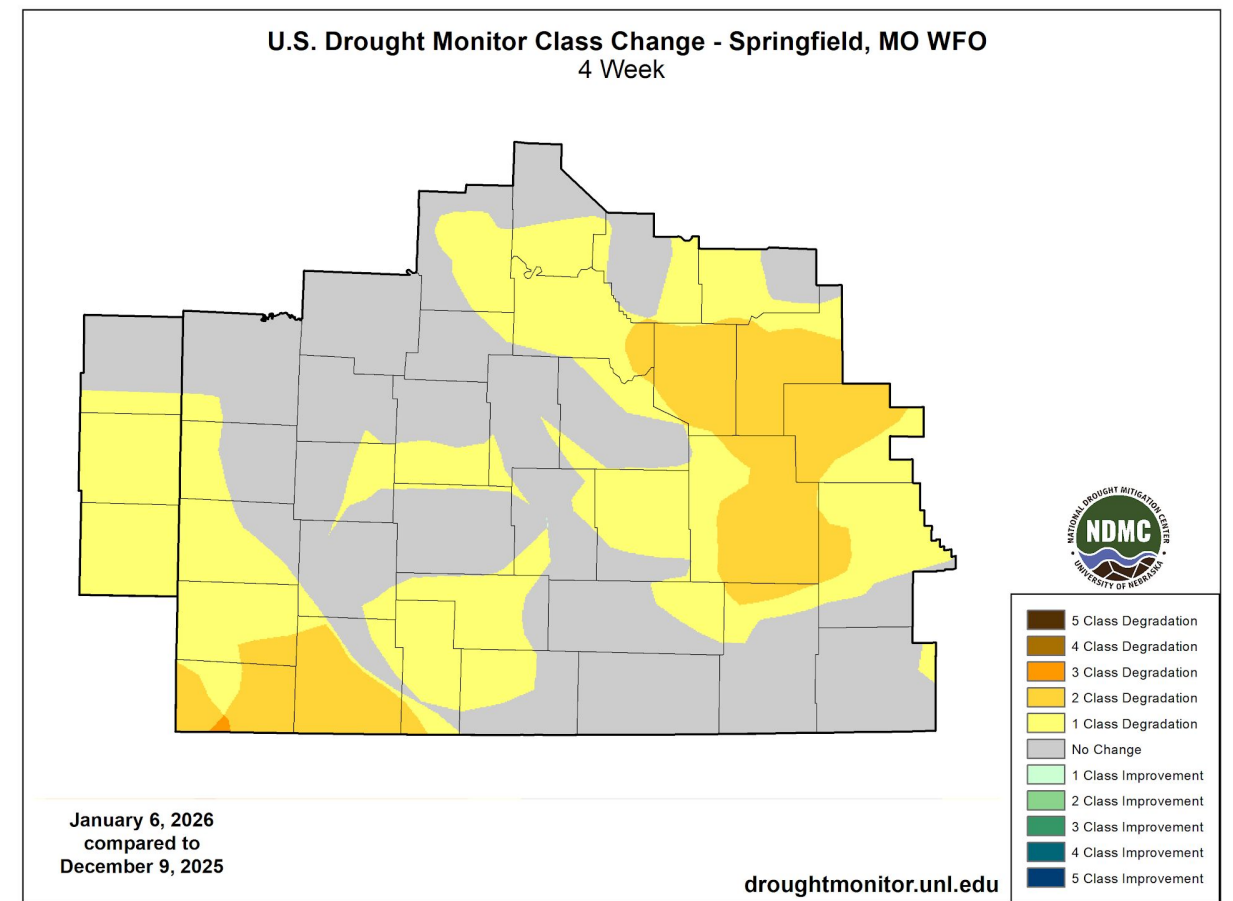 U.S. Drought Monitor Class Change - Springfield, MO WFO
4 Week
NATIONAL DROUGHT MITIGATION CENTER
NDMC
UNIVERSITY OF NEBRASKA
5 Class Degradation
4 Class Degradation
3 Class Degradation
2 Class Degradation
1 Class Degradation
No Change
1 Class Improvement
2 Class Improvement
3 Class Improvement
4 Class Improvement
5 Class Improvement
January 6, 2026
compared to
December 9, 2025
droughtmonitor.unl.edu